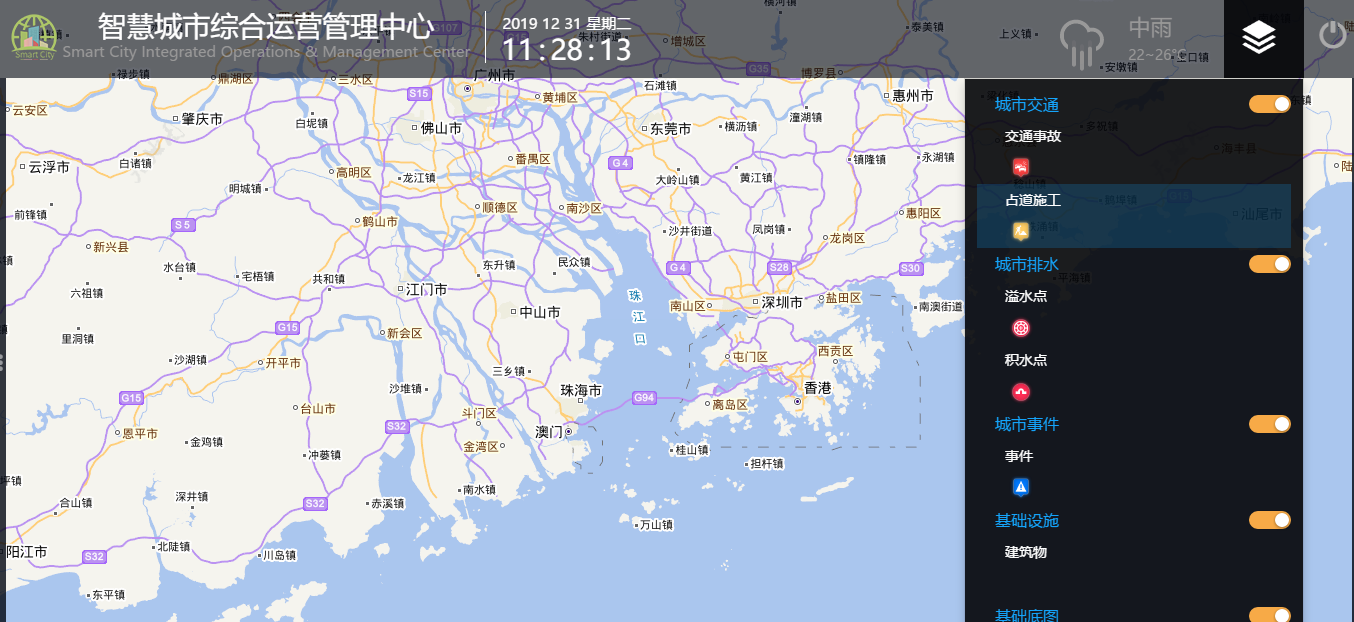 智慧城市综合运营管理中心
Smart City Integrated Operations & Management Center
Smart City
2019 12 31 星期二
11:28:13
中雨
22~26℃
城市交通
交通事故
占道施工
城市排水
溢水点
积水点
城市事件
事件
基础设施
建筑物
基础底图
横河镇
泰美镇
上义镇
朱村街道
增城区
G107
G35
博罗县
安墩镇
禄步镇
鼎湖区
三水区
广州市
石滩镇
惠州市
云安区
肇庆市
S15
黄埔区
白坭镇
佛山市
东莞市
横沥镇
潼湖镇
多祝镇
海丰县
云浮市
白诸镇
番禺区
G4
镇隆镇
永湖镇
高明区
龙江镇
大岭山镇
黄江镇
明城镇
前锋镇
顺德区
南沙区
惠阳区
汕尾市
S5
鹤山市
沙井街道
凤岗镇
龙岗区
新兴县
水台镇
宅梧镇
共和镇
东升镇
民众镇
G4
S28
S30
平海镇
六祖镇
江门市
珠江口
中山市
南山区
深圳市
盐田区
南澳街道
里洞镇
G15
新会区
沙湖镇
开平市
屯门区
西贡区
三乡镇
沙堆镇
珠海市
香港
G15
G94
离岛区
台山市
斗门区
恩平市
金鸡镇
S32
澳门
金湾区
冲蒌镇
桂山镇
担杆镇
合山镇
深井镇
S32
赤溪镇
南水镇
万山镇
阳江市
S32
北陡镇
川岛镇
东平镇